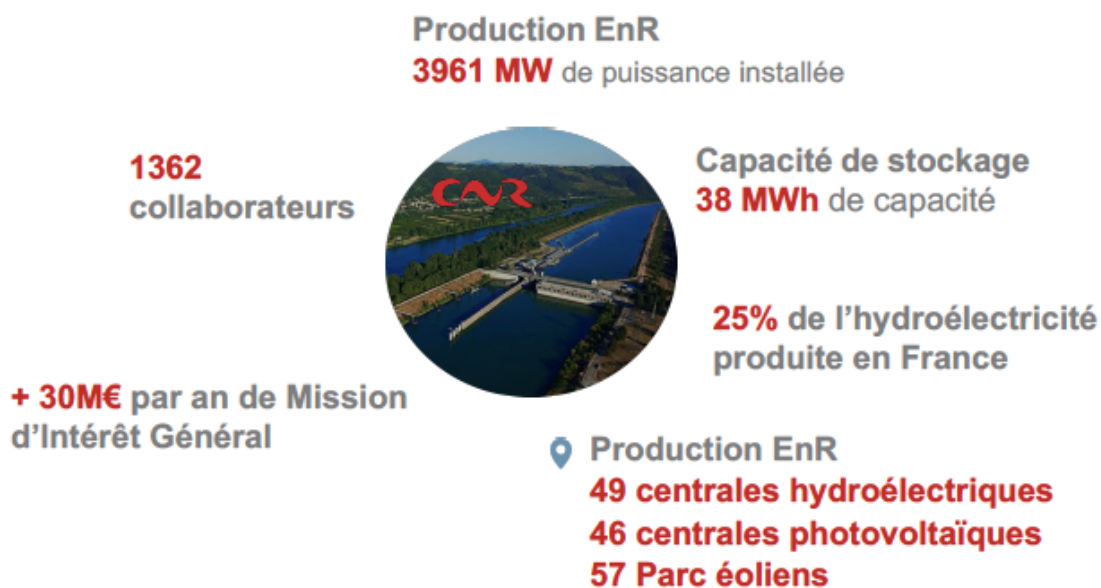 Production EnR
3961 MW de puissance installée
1362
collaborateurs
CNR
Capacité de stockage
38 MWh de capacité
25% de l’hydroélectricité
produite en France
+ 30M€ par an de Mission
d’Intérêt Général
Production EnR
49 centrales hydroélectriques
46 centrales photovoltaïques
57 Parc éoliens